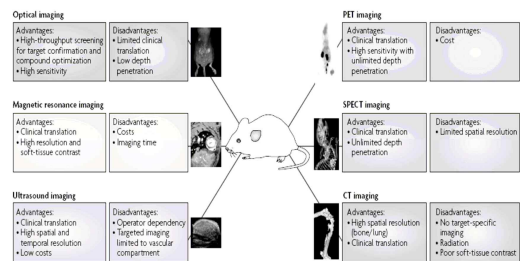 Optical imaging
Advantages:
• High-throughput screening
for target confirmation and
compound optimization
• High sensitivity
Disadvantages:
• Limited clinical
translation
• Low depth
penetration
PET imaging
Advantages:
• Clinical translation
• High sensitivity with
unlimited depth
penetration
Disadvantages:
• Cost
Magnetic resonance imaging
Advantages:
• Clinical translation
• High resolution and
soft-tissue contrast
Disadvantages:
• Costs
• Imaging time
SPECT imaging
Advantages:
• Clinical translation
• Unlimited depth
penetration
Disadvantages:
• Limited spatial resolution
Ultrasound imaging
Advantages:
• Clinical translation
• High spatial and
temporal resolution
• Low costs
Disadvantages:
• Operator dependency
• Targeted imaging
limited to vascular
compartment
CT imaging
Advantages:
• High spatial resolution
(bone/lung)
• Clinical translation
Disadvantages:
• No target-specific
imaging
• Radiation
• Poor soft-tissue contrast